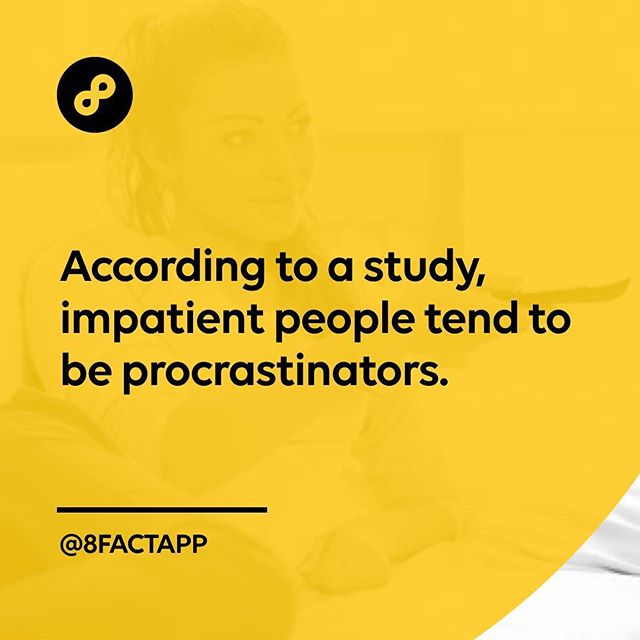 According to a study,
impatient people tend to
be procrastinators.
@8FACTAPP